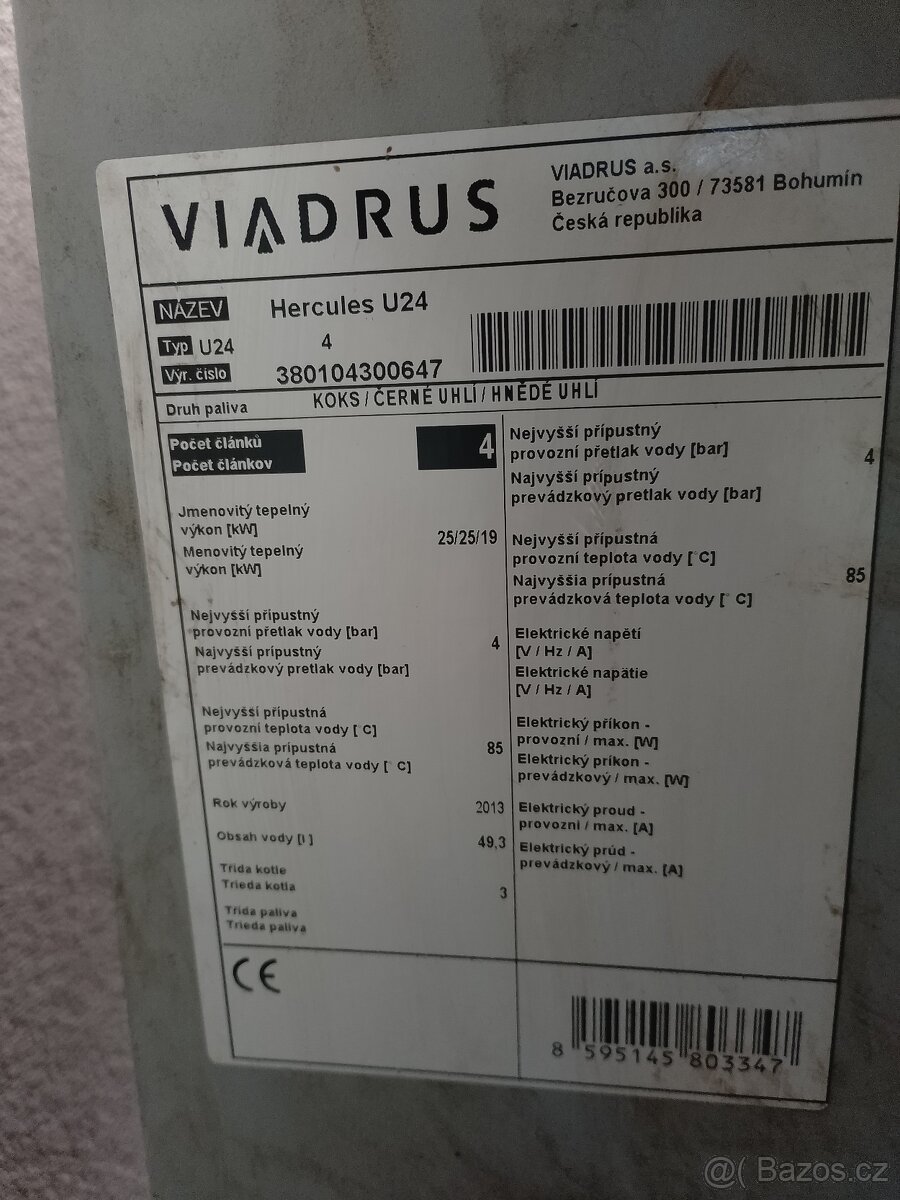 VIADRUS
VIADRUS a.s.
Bezručova 300 / 73581 Bohumín
Česká republika
NÁZEV Hercules U24
Typ U24 4
Výr. číslo 380104300647
Druh paliva KOKS / ČERNÉ UHLÍ / HNĚDÉ UHLÍ
Počet článků
Počet článkov
4
Jmenovitý tepelný
výkon [kW]
Menovitý tepelný
výkon [kW]
25/25/19
Nejvyšší přípustný
provozní přetlak vody [bar]
Najvyšší prípustný
prevádzkový pretlak vody [bar]
4
Nejvyšší přípustná
provozní teplota vody [°C]
Najvyššia prípustná
prevádzková teplota vody [° C]
85
Rok výroby 2013
Obsah vody [l ] 49,3
Třída kotle
Trieda kotla
3
Třída paliva
Trieda paliva
Nejvyšší přípustný
provozní přetlak vody [bar]
4
Najvyšší prípustný
prevádzkový pretlak vody [bar]
Nejvyšší přípustná
provozní teplota vody [°C]
Najvyššia prípustná
prevádzková teplota vody [° C]
85
Elektrické napětí
[V / Hz / A]
Elektrické napätie
[V / Hz / A]
Elektrický příkon -
provozní / max. [W]
Elektrický príkon -
prevádzkový / max. [W]
Elektrický proud -
provozni / max. [A]
Elektrický prúd -
prevádzkový / max. [A]
CE
8 595145 803347
@( Bazos.cz